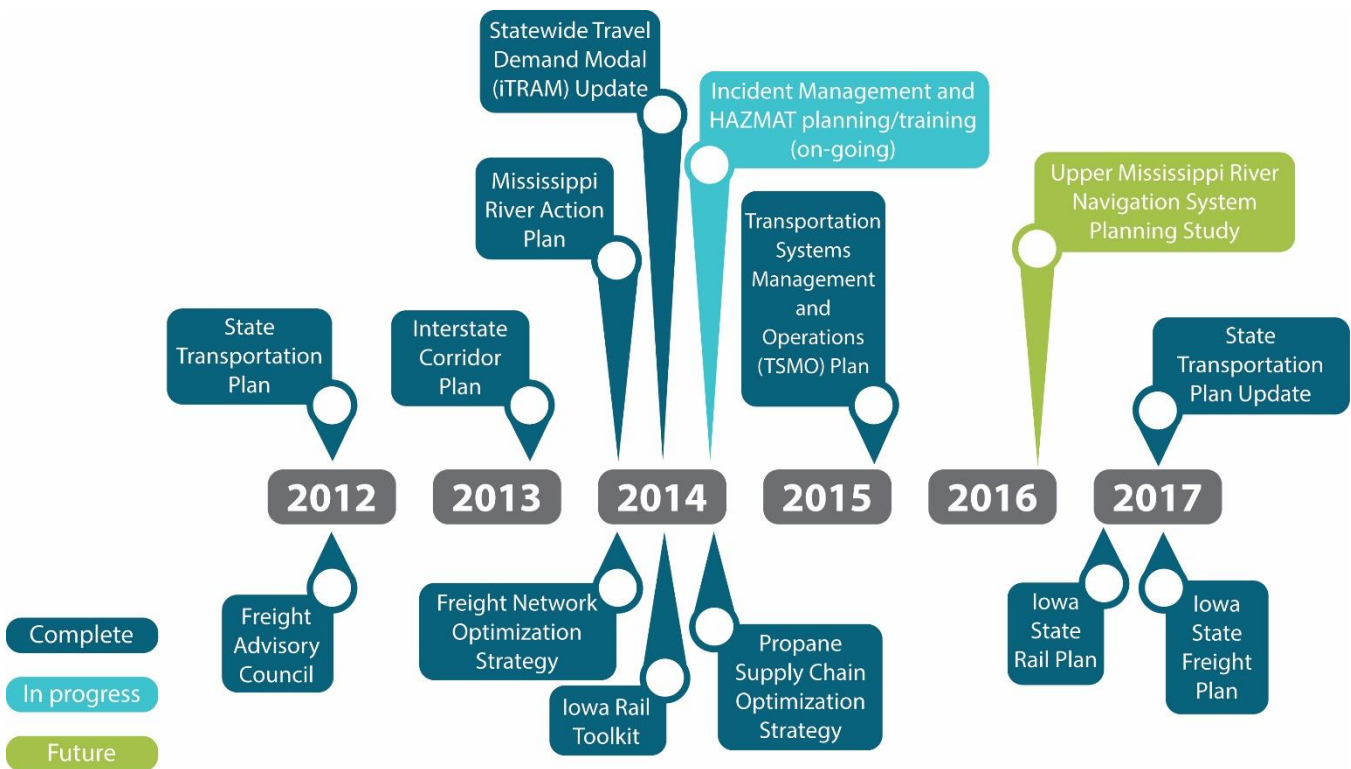 Statewide Travel
Demand Modal
(iTRAM) Update
Incident Management and
HAZMAT planning/training
(on-going)
Mississippi
River Action
Plan
Upper Mississippi River
Navigation System
Planning Study
Transportation
Systems
Management
and
Operations
(TSMO) Plan
State
Transportation
Plan
Interstate
Corridor
Plan
State
Transportation
Plan Update
2012
2013
2014
2015
2016
2017
Freight
Advisory
Council
Freight Network
Optimization
Strategy
Iowa Rail
Toolkit
Propane
Supply Chain
Optimization
Strategy
Iowa
State
Rail Plan
Iowa
State
Freight
Plan
Complete
In progress
Future